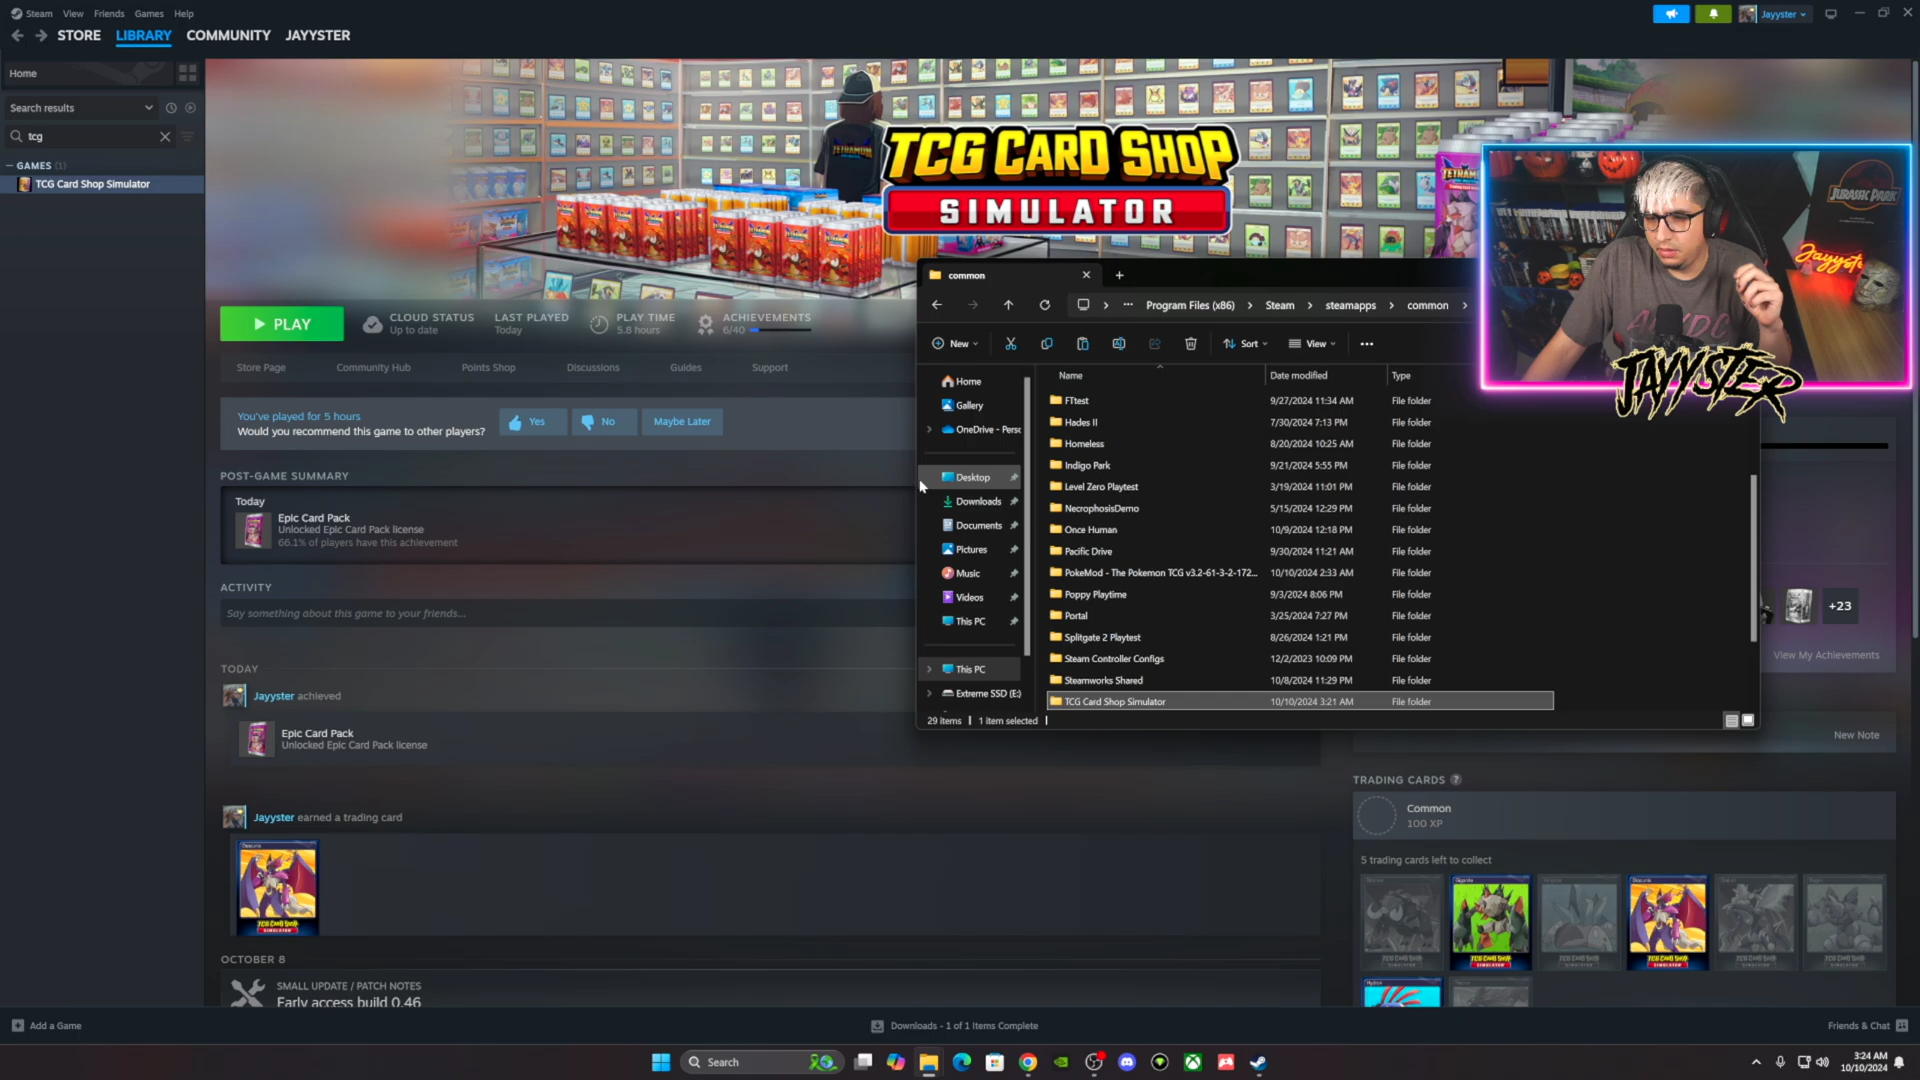 Steam View Friends Games Help
Jayyster
STORE LIBRARY COMMUNITY JAYYSTER
Home
Search results
tcg
GAMES (1)
TCG Card Shop Simulator
TETRAMON
TCG CARD SHOP
SIMULATOR
JURASSIC PARK
Jayyster
AC/DC
JAYYSTER
PLAY
CLOUD STATUS
Up to date
LAST PLAYED
Today
PLAY TIME
5.8 hours
ACHIEVEMENTS
6/40
Store Page Community Hub Points Shop Discussions Guides Support
You've played for 5 hours
Would you recommend this game to other players?
Yes No Maybe Later
POST-GAME SUMMARY
Today
Epic Card Pack
Unlocked Epic Card Pack license
66.1% of players have this achievement
ACTIVITY
Say something about this game to your friends...
TODAY
Jayyster achieved
Epic Card Pack
Unlocked Epic Card Pack license
Jayyster earned a trading card
TCG CARD SHOP
SIMULATOR
OCTOBER 8
SMALL UPDATE / PATCH NOTES
Early access build 0.46
common
Program Files (x86) > Steam > steamapps > common >
New Sort View
Home
Gallery
OneDrive - Perso
Desktop
Downloads
Documents
Pictures
Music
Videos
This PC
This PC
Extreme SSD (E:)
Name Date modified Type
FTtest 9/27/2024 11:34 AM File folder
Hades II 7/30/2024 7:13 PM File folder
Homeless 8/20/2024 10:25 AM File folder
Indigo Park 9/21/2024 5:55 PM File folder
Level Zero Playtest 3/19/2024 11:01 PM File folder
NecrophosisDemo 5/15/2024 12:29 PM File folder
Once Human 10/9/2024 12:18 PM File folder
Pacific Drive 9/30/2024 11:21 AM File folder
PokeMod - The Pokemon TCG v3.2-61-3-2-172... 10/10/2024 2:33 AM File folder
Poppy Playtime 9/3/2024 8:06 PM File folder
Portal 3/25/2024 7:27 PM File folder
Splitgate 2 Playtest 8/26/2024 1:21 PM File folder
Steam Controller Configs 12/2/2023 10:09 PM File folder
Steamworks Shared 10/8/2024 11:29 PM File folder
TCG Card Shop Simulator 10/10/2024 3:21 AM File folder
29 items 1 item selected
+23
View My Achievements
New Note
TRADING CARDS
Common
100 XP
5 trading cards left to collect
TCG CARD SHOP
SIMULATOR
TCG CARD SHOP
SIMULATOR
Add a Game
Downloads - 1 of 1 Items Complete
Friends & Chat
Search
3:24 AM
10/10/2024